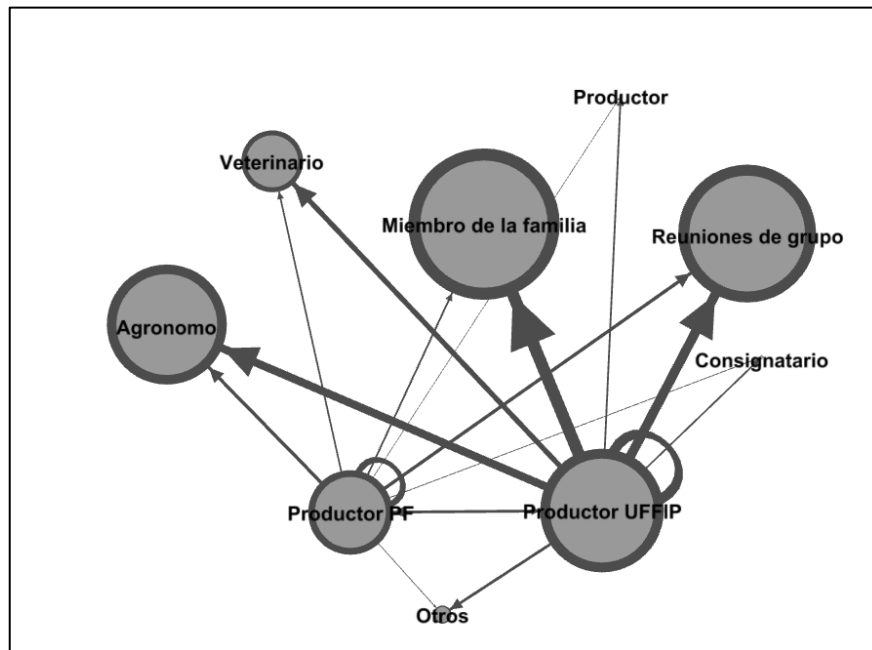 Productor
Veterinario
Miembro de la familia
Reuniones de grupo
Agronomo
Consignatario
Productor PF
Productor UFFIP
Otros